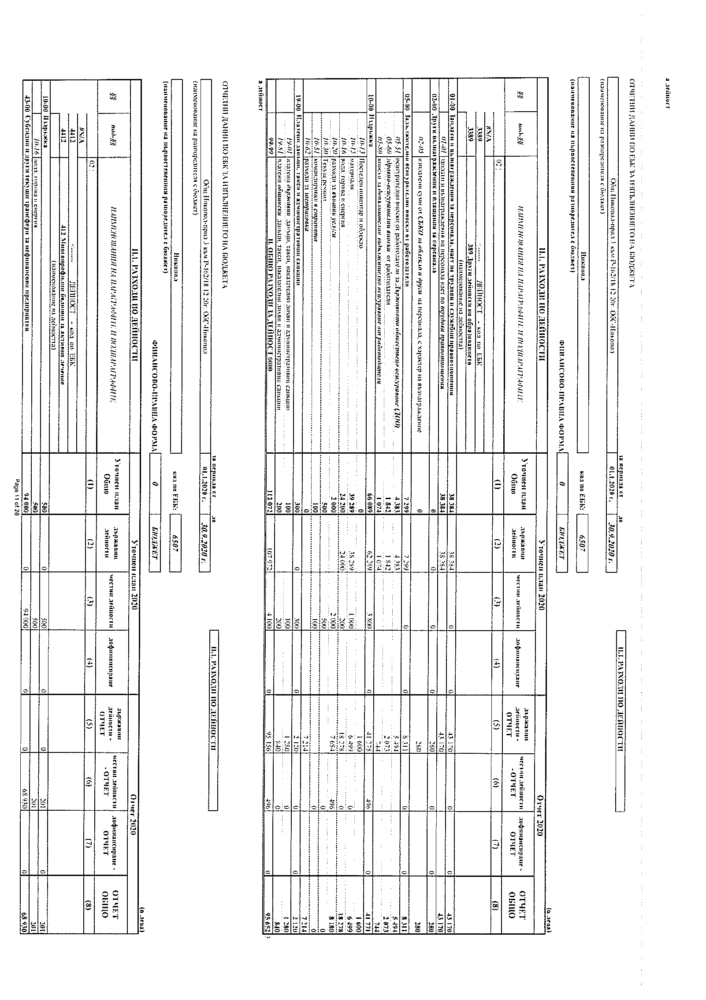 а дейност
ОТЧЕТНИ ДАННИ ПО ЕБК ЗА ИЗПЪЛНЕНИЕТО НА БЮДЖЕТА
за периода от до
II.1. РАЗХОДИ ПО ДЕЙНОСТИ
Общ Никопол-прил 3 към Р-162/18 12 20г. ОбС-Никопол 01.1.2020 г. 30.9.2020 г.
(наименование на разпоредителя с бюджет)
Никопол код по ЕБК: 6507
(наименование на първостепенния разпоредител с бюджет)
ФИНАНСОВО-ПРАВНА ФОРМА 0 БЮДЖЕТ
(в лева)
II.1. РАЗХОДИ ПО ДЕЙНОСТИ Уточнен план 2020 Отчет 2020
§§ под-§§ НАИМЕНОВАНИЯ НА ПАРАГРАФИТЕ И ПОДПАРАГРАФИТЕ Уточнен план Общо държавни дейности местни дейности дофинансиране държавни дейности - ОТЧЕТ местни дейности - ОТЧЕТ дофинансиране - ОТЧЕТ ОТЧЕТ ОБЩО
02 (1) (2) (3) (4) (5) (6) (7) (8)
#N/A
3389 <------ ДЕЙНОСТ - код по ЕБК
3389 389 Други дейности по образованието
(наименование на дейността)
01-00 Заплати и възнаграждения за персонала, нает по трудови и служебни правоотношения 38 384 38 384 0 0 43 170 0 0 43 170
01-01 заплати и възнаграждения на персонала нает по трудови правоотношения 38 384 38 384 43 170 43 170
02-00 Други възнаграждения и плащания за персонала 0 0 0 0 280 0 280
02-05 изплатени суми от СБКО за облекло и други на персонала, с характер на възнаграждение 0 280 280
05-00 Задължителни осигурителни вноски от работодатели 7 299 7 299 0 0 8 311 0 0 8 311
05-51 осигурителни вноски от работодатели за Държавното обществено осигуряване (ДОО) 4 383 4 383 5 494 5 494
05-60 здравно-осигурителни вноски от работодатели 1 842 1 842 2 073 2 073
05-80 вноски за допълнително задължително осигуряване от работодатели 1 074 1 074 744 744
10-00 Издръжка 66 089 62 289 3 800 0 41 275 496 0 41 771
10-13 Постелен инвентар и облекло 0 1 600 1 600
10-15 материали 39 289 38 289 1 000 6 499 0 6 499
10-16 вода, горива и енергия 24 200 24 000 200 18 278 0 18 278
10-20 разходи за външни услуги 2 000 2 000 7 684 496 8 180
10-30 Текущ ремонт 500 500 0 0
10-51 командировки в страната 100 100 0 0
10-62 разходи за застраховки 0 7 214 7 214
19-00 Платени данъци, такси и административни санкции 300 0 300 0 2 120 0 0 2 120
19-01 платени държавни данъци, такси, наказателни лихви и административни санкции 100 100 1 280 0 1 280
19-81 платени общински данъци, такси, наказателни лихви и административни санкции 200 200 840 0 840
99-99 II. ОБЩО РАЗХОДИ ЗА ДЕЙНОСТ 0000 112 072 107 972 4 100 0 95 156 496 0 95 652
а дейност
ОТЧЕТНИ ДАННИ ПО ЕБК ЗА ИЗПЪЛНЕНИЕТО НА БЮДЖЕТА
за периода от до
II.1. РАЗХОДИ ПО ДЕЙНОСТИ
Общ Никопол-прил 3 към Р-162/18 12 20г. ОбС-Никопол 01.1.2020 г. 30.9.2020 г.
(наименование на разпоредителя с бюджет)
Никопол код по ЕБК: 6507
(наименование на първостепенния разпоредител с бюджет)
ФИНАНСОВО-ПРАВНА ФОРМА 0 БЮДЖЕТ
(в лева)
II.1. РАЗХОДИ ПО ДЕЙНОСТИ Уточнен план 2020 Отчет 2020
§§ под-§§ НАИМЕНОВАНИЯ НА ПАРАГРАФИТЕ И ПОДПАРАГРАФИТЕ Уточнен план Общо държавни дейности местни дейности дофинансиране държавни дейности - ОТЧЕТ местни дейности - ОТЧЕТ дофинансиране - ОТЧЕТ ОТЧЕТ ОБЩО
02 (1) (2) (3) (4) (5) (6) (7) (8)
#N/A
4412 <------ ДЕЙНОСТ - код по ЕБК
4412 412 Многопрофилни болници за активно лечение
(наименование на дейността)
10-00 Издръжка 500 0 500 0 0 201 0 201
10-16 вода, горива и енергия 500 500 201 201
43-00 Субсидии и други текущи трансфери за нефинансови предприятия 94 000 0 94 000 0 0 68 930 0 68 930
Page 11 of 28